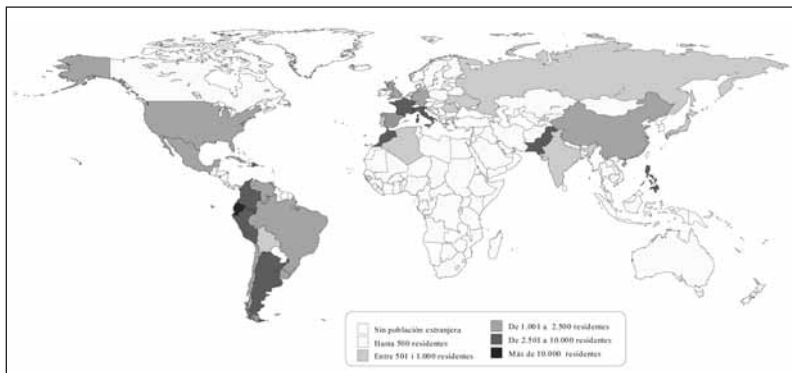 Sin población extranjera
Hasta 500 residentes
Entre 501 i 1.000 residentes
De 1.001 a 2.500 residentes
De 2.501 a 10.000 residentes
Más de 10.000 residentes